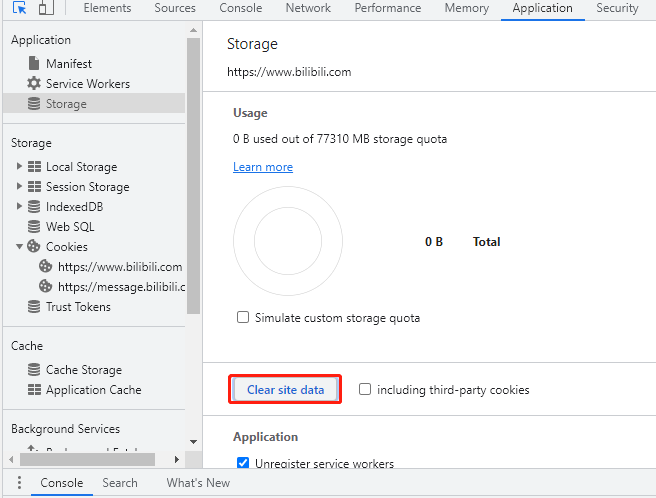 Elements Sources Console Network Performance Memory Application Security
Application
Manifest
Service Workers
Storage
Storage
Local Storage
Session Storage
IndexedDB
Web SQL
Cookies
https://www.bilibili.com
https://message.bilibili.c
Trust Tokens
Cache
Cache Storage
Application Cache
Background Services
Storage
https://www.bilibili.com
Usage
0 B used out of 77310 MB storage quota
Learn more
0 B Total
Simulate custom storage quota
Clear site data including third-party cookies
Application
Unregister service workers
Console Search What's New